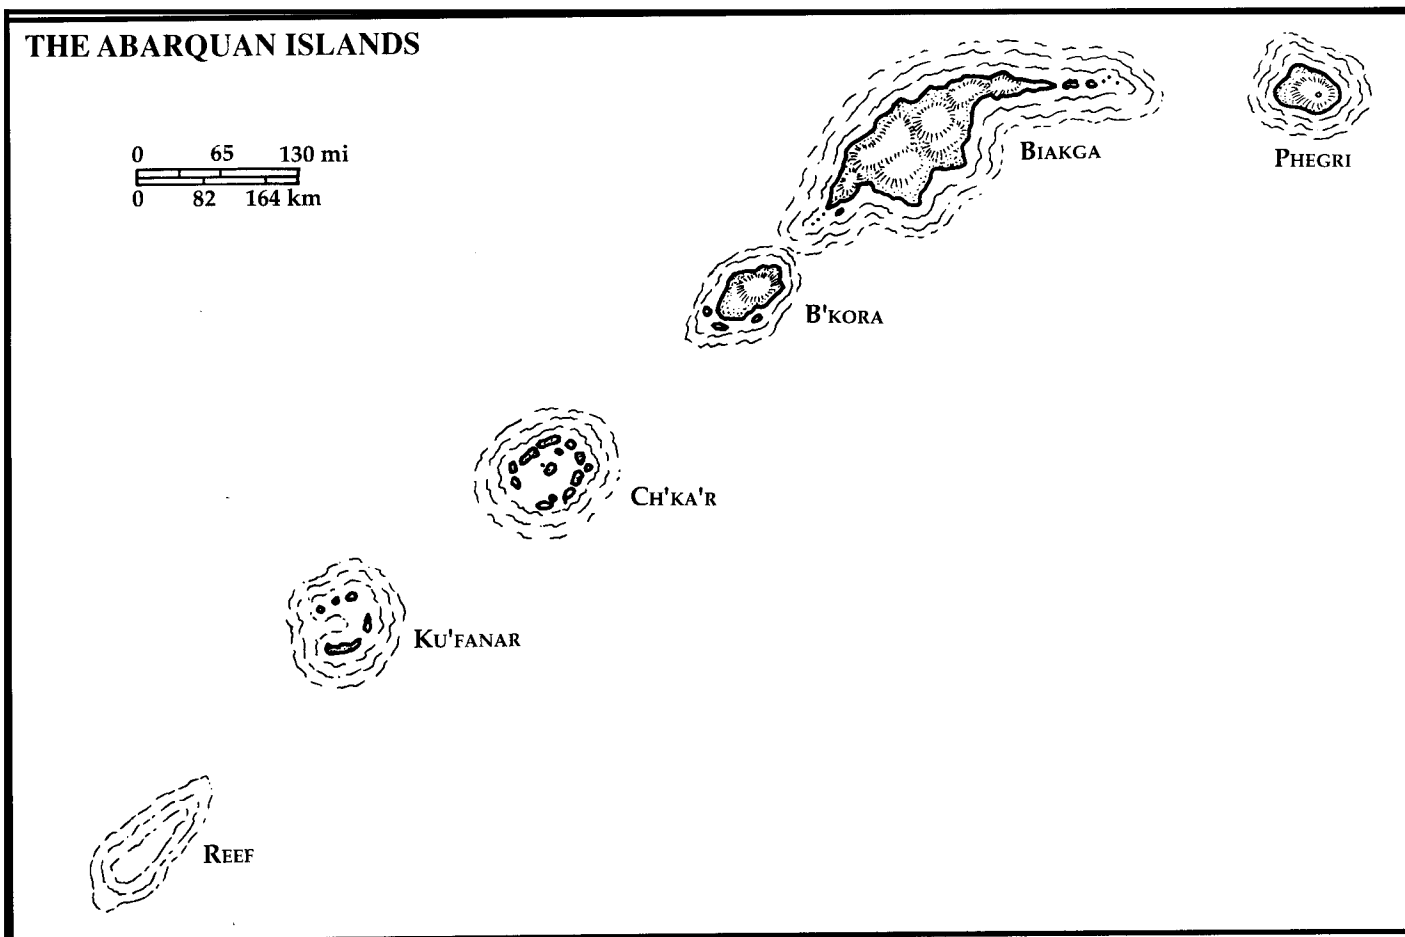 THE ABARQUAN ISLANDS
0 65 130 mi
0 82 164 km
BIAKGA
PHEGRI
B'KORA
CH'KA'R
KU'FANAR
REEF